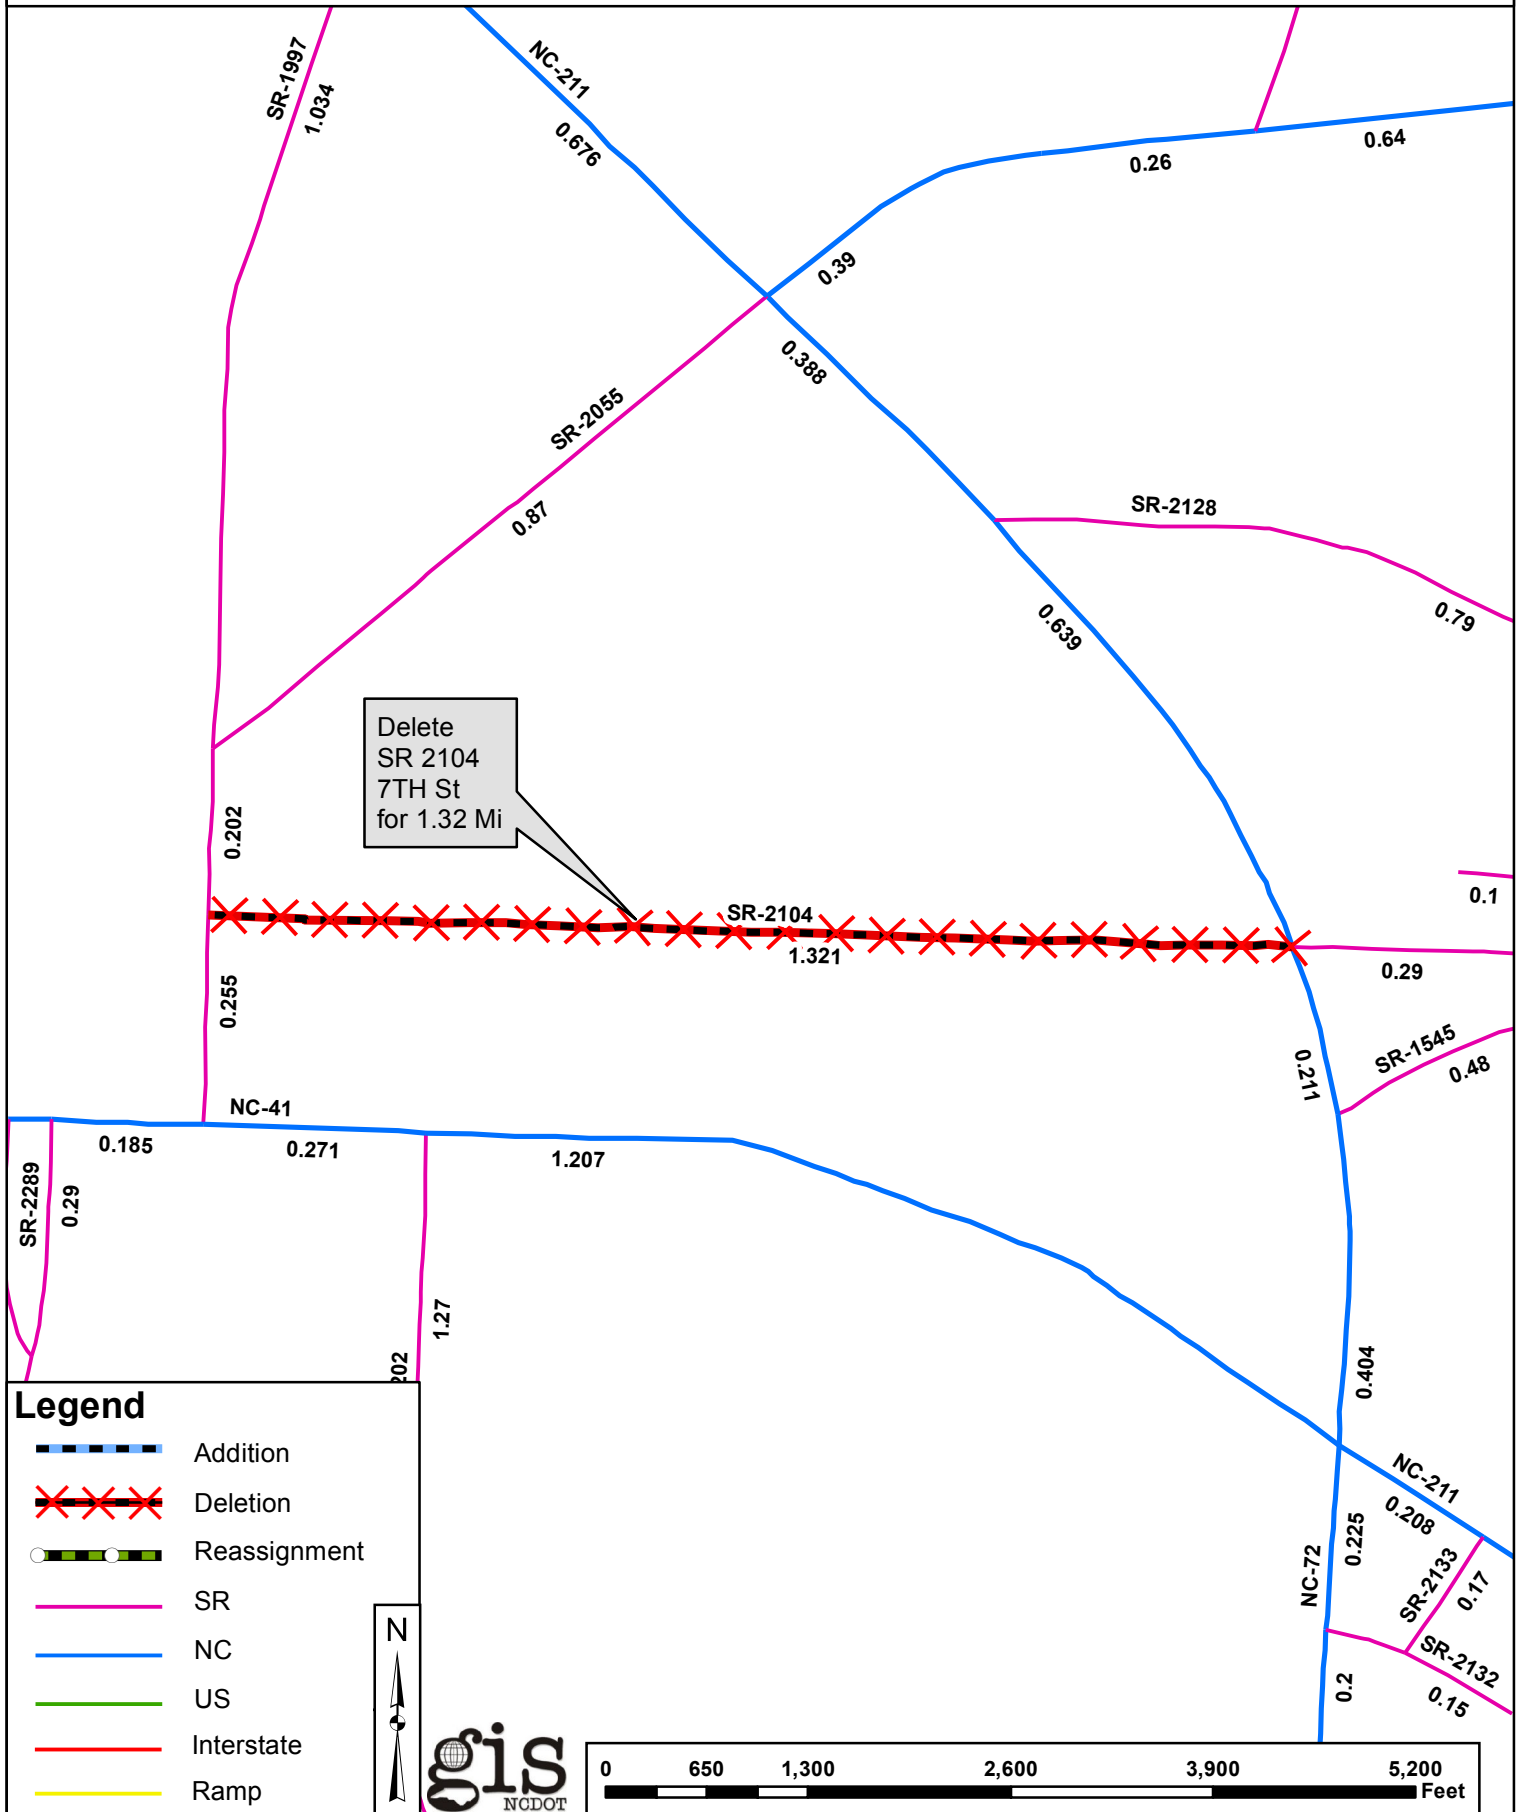 SR-1997
1.034
NC-211
0.676
0.64
0.26
0.39
0.388
SR-2055
0.87
SR-2128
0.79
0.639
Delete
SR 2104
7TH St
for 1.32 Mi
0.202
0.1
SR-2104
1.321
0.29
0.255
SR-1545
0.48
0.211
NC-41
0.185
0.271
1.207
SR-2289
0.29
1.27
202
0.404
NC-211
0.208
0.225
NC-72
SR-2133
0.17
SR-2132
0.15
0.2
Legend
Addition
Deletion
Reassignment
SR
NC
US
Interstate
Ramp
N
gis
NCDOT
0 650 1,300 2,600 3,900 5,200
Feet